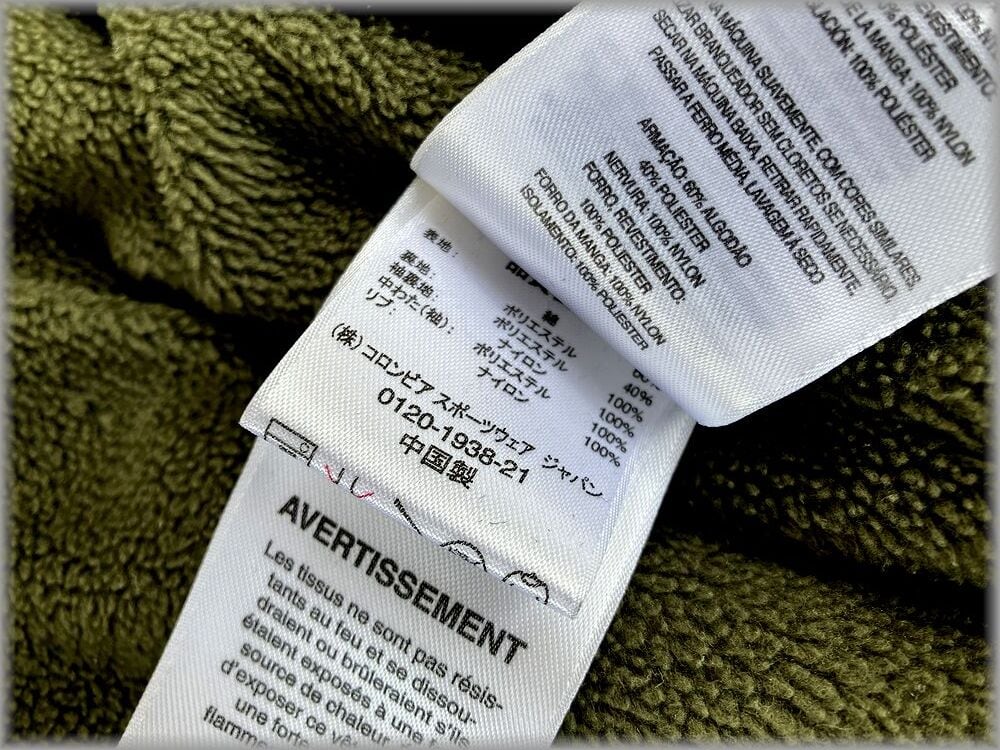 REVESTIMENTO
% POLIÉSTER
DE LA MANGA: 100% NYLON
100% POLIÉSTER
MÁQUINA SUAVEMENTE, COM CORES SIMILARES.
BRANQUEADOR SEM CLORETOS SE NECESSÁRIO.
SECAR NA MÁQUINA BAIXA, RETIRAR RAPIDAMENTE.
PASSAR A FERRO MÉDIA, LAVAGEM À SECO
ARMAÇÃO: 60% ALGODÃO
40% POLIESTER
NERVURA: 100% NYLON
FORRO, REVESTIMENTO:
100% POLIESTER
FORRO DA MANGA: 100% NYLON
ISOLAMENTO: 100% POLIESTER
表地: 綿
ポリエステル 40%
裏地: ポリエステル 100%
袖裏地: ナイロン 100%
中わた(袖): ポリエステル 100%
リブ: ナイロン 100%
(株)コロンビア スポーツウェア ジャパン
0120-1938-21
中国製
AVERTISSEMENT
Les tissus ne sont pas résis-
tants au feu et se dissou-
draient ou brûleraient s'ils
étaient exposés à une
source de chaleur
d'exposer ce
une forte
flamme